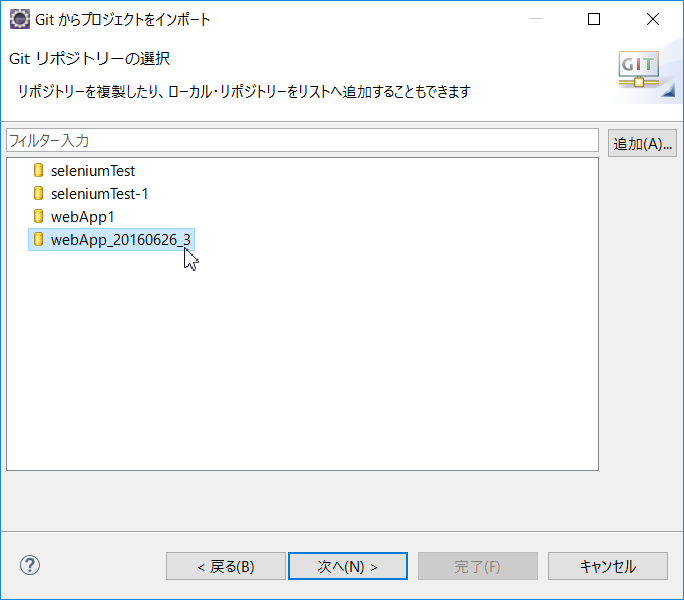 Git からプロジェクトをインポート
Git リポジトリーの選択
GIT
リポジトリーを複製したり、ローカル・リポジトリーをリストへ追加することもできます
フィルター入力
追加(A)...
seleniumTest
seleniumTest-1
webApp1
webApp_20160626_3
?
< 戻る(B)
次へ(N) >
完了(F)
キャンセル